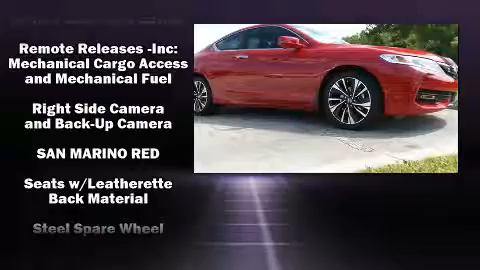 Remote Releases -Inc:
Mechanical Cargo Access
and Mechanical Fuel
Right Side Camera
and Back-Up Camera
SAN MARINO RED
Seats w/Leatherette
Back Material
Steel Spare Wheel